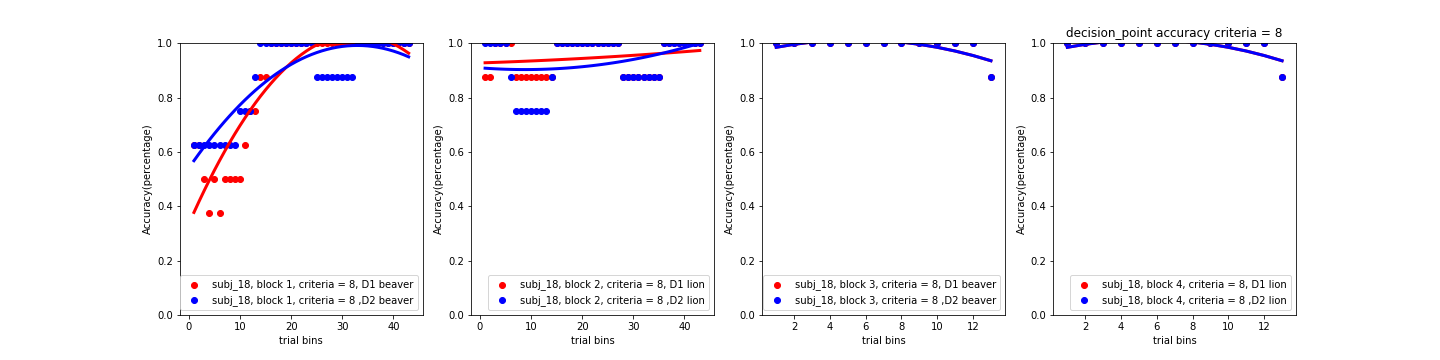 decision_point accuracy criteria = 8
1.0
0.8
0.6
0.4
0.2
0.0
Accuracy(percentage)
subj_18, block 1, criteria = 8, D1 beaver
subj_18, block 1, criteria = 8 ,D2 beaver
0 10 20 30 40
trial bins
1.0
0.8
0.6
0.4
0.2
0.0
Accuracy(percentage)
subj_18, block 2, criteria = 8, D1 lion
subj_18, block 2, criteria = 8 ,D2 lion
0 10 20 30 40
trial bins
1.0
0.8
0.6
0.4
0.2
0.0
Accuracy(percentage)
subj_18, block 3, criteria = 8, D1 beaver
subj_18, block 3, criteria = 8 ,D2 beaver
2 4 6 8 10 12
trial bins
1.0
0.8
0.6
0.4
0.2
0.0
Accuracy(percentage)
subj_18, block 4, criteria = 8, D1 lion
subj_18, block 4, criteria = 8 ,D2 lion
2 4 6 8 10 12
trial bins